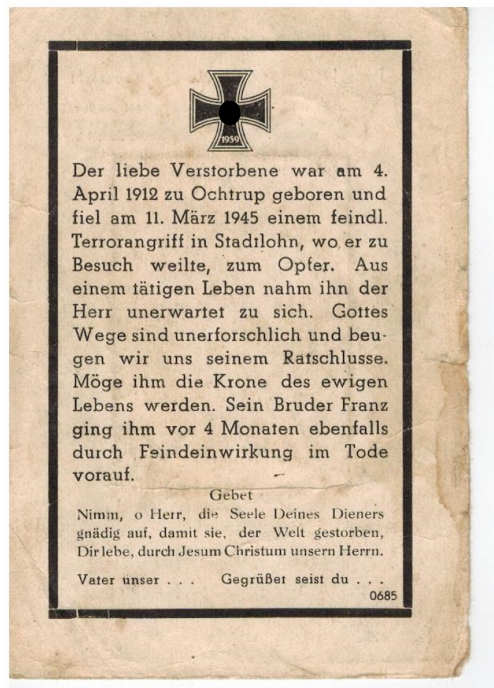 1939
Der liebe Verstorbene war am 4.
April 1912 zu Ochtrup geboren und
fiel am 11. März 1945 einem feindl.
Terrorangriff in Stadtlohn, wo er zu
Besuch weilte, zum Opfer. Aus
einem tätigen Leben nahm ihn der
Herr unerwartet zu sich. Gottes
Wege sind unerforschlich und beu-
gen wir uns seinem Ratschlusse.
Möge ihm die Krone des ewigen
Lebens werden. Sein Bruder Franz
ging ihm vor 4 Monaten ebenfalls
durch Feindeinwirkung im Tode
vorauf.
Gebet
Nimm, o Herr, die Seele Deines Dieners
gnädig auf, damit sie, der Welt gestorben,
Dir lebe, durch Jesum Christum unsern Herrn.
Vater unser . . . Gegrüßet seist du . . .
0685